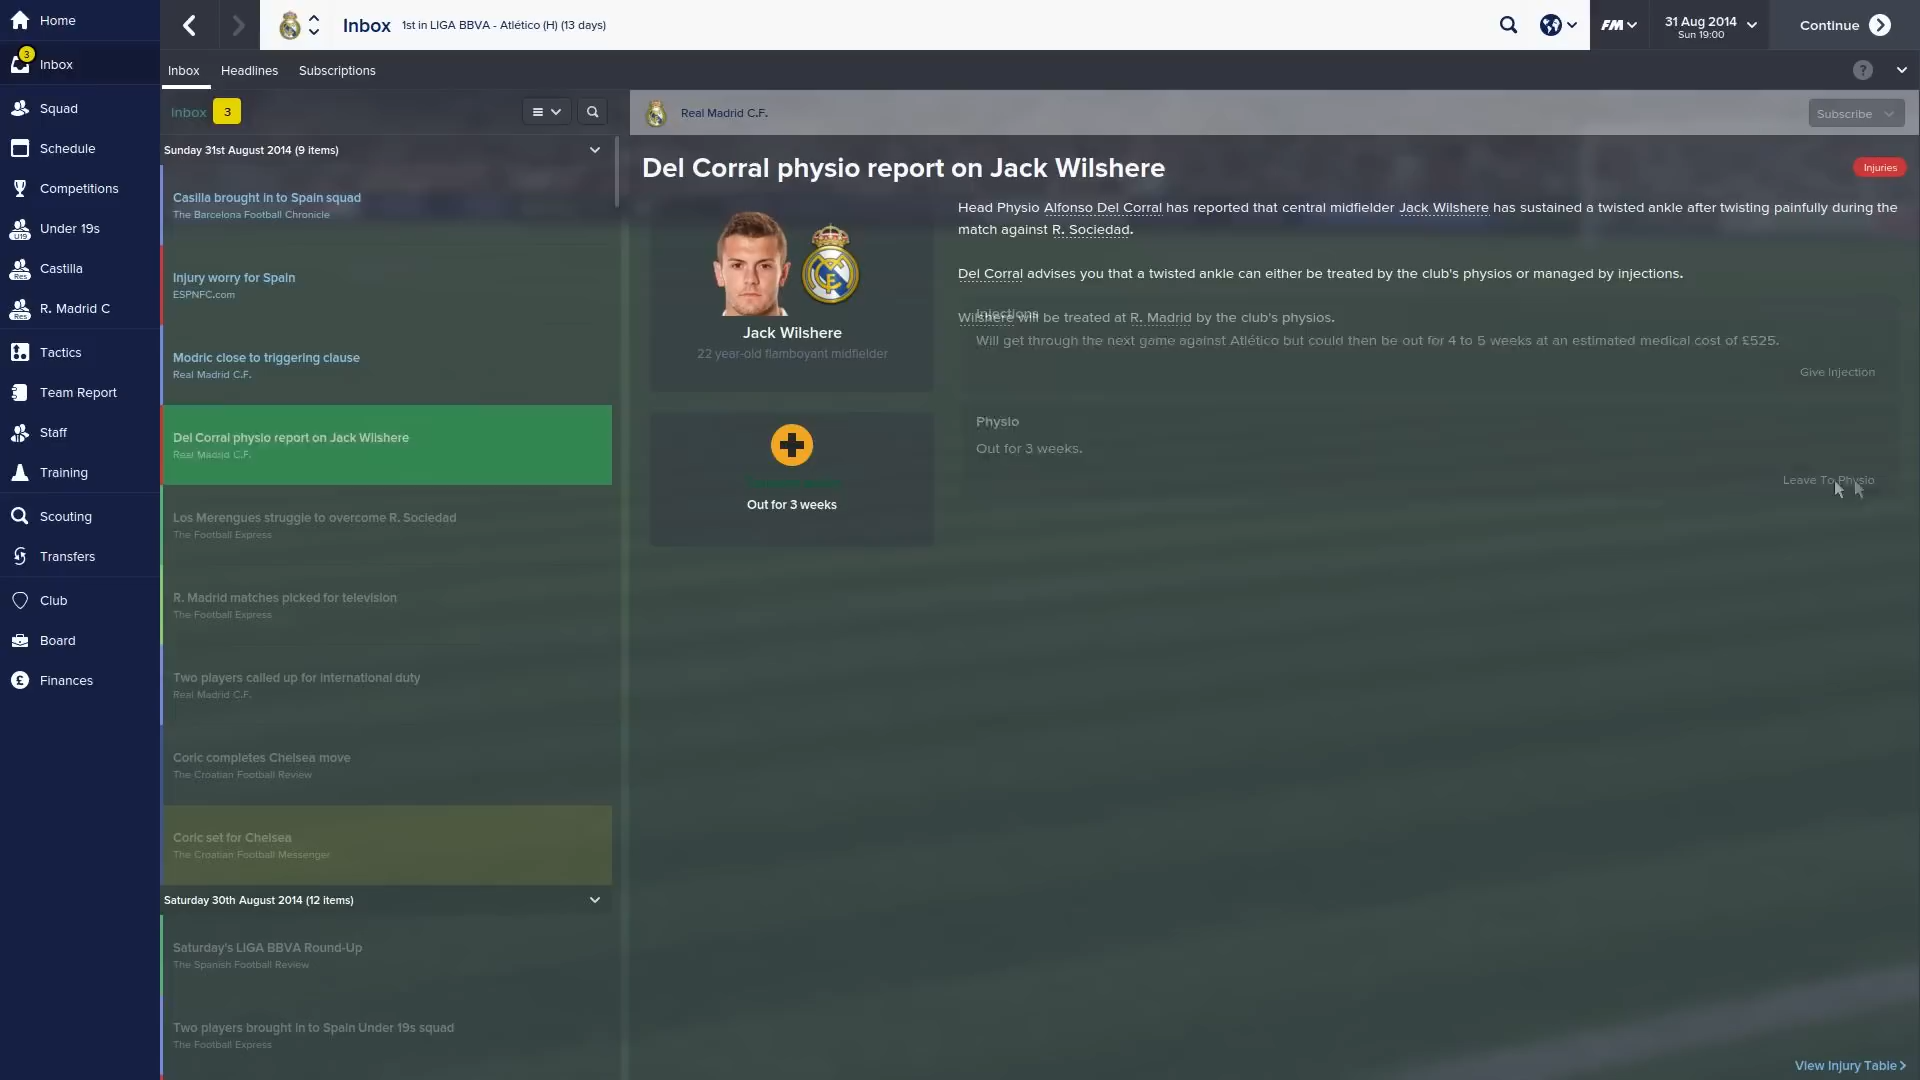 Home
3
Inbox
Squad
Schedule
Competitions
U19
Under 19s
Res
Castilla
Res
R. Madrid C
Tactics
Team Report
Staff
Training
Scouting
Transfers
Club
Board
Finances
Inbox
1st in LIGA BBVA - Atlético (H) (13 days)
FM
31 Aug 2014
Sun 19:00
Continue
Inbox
Headlines
Subscriptions
?
Inbox
3
Sunday 31st August 2014 (9 items)
Casilla brought in to Spain squad
The Barcelona Football Chronicle
Injury worry for Spain
ESPNFC.com
Modric close to triggering clause
Real Madrid C.F.
Del Corral physio report on Jack Wilshere
Real Madrid C.F.
Los Merengues struggle to overcome R. Sociedad
The Football Express
R. Madrid matches picked for television
The Football Express
Two players called up for international duty
Real Madrid C.F.
Coric completes Chelsea move
The Croatian Football Review
Coric set for Chelsea
The Croatian Football Messenger
Saturday 30th August 2014 (12 items)
Saturday's LIGA BBVA Round-Up
The Spanish Football Review
Two players brought in to Spain Under 19s squad
The Football Express
Real Madrid C.F.
Subscribe
Del Corral physio report on Jack Wilshere
Injuries
Jack Wilshere
22 year-old flamboyant midfielder
Out for 3 weeks
Head Physio Alfonso Del Corral has reported that central midfielder Jack Wilshere has sustained a twisted ankle after twisting painfully during the
match against R. Sociedad.
Del Corral advises you that a twisted ankle can either be treated by the club's physios or managed by injections.
Injections
Wilshere will be treated at R. Madrid by the club's physios.
Will get through the next game against Atlético but could then be out for 4 to 5 weeks at an estimated medical cost of £525.
Give Injection
Physio
Out for 3 weeks.
Leave To Physio
View Injury Table